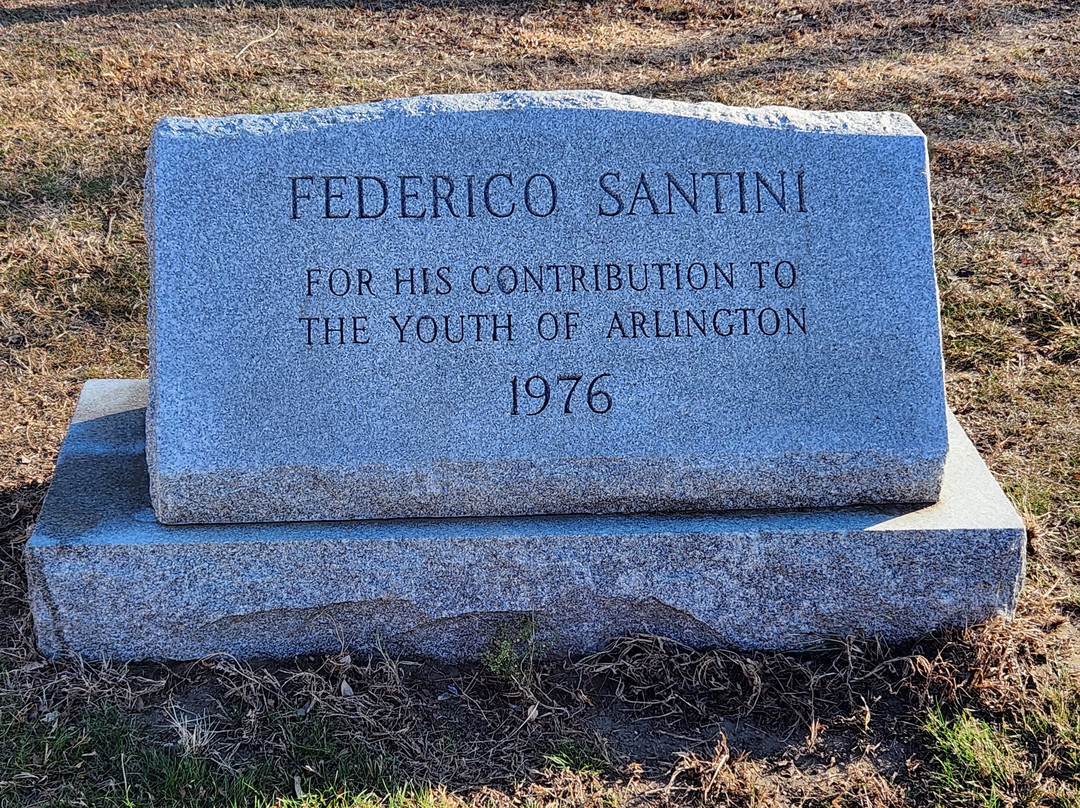 FEDERICO SANTINI
FOR HIS CONTRIBUTION TO
THE YOUTH OF ARLINGTON
1976